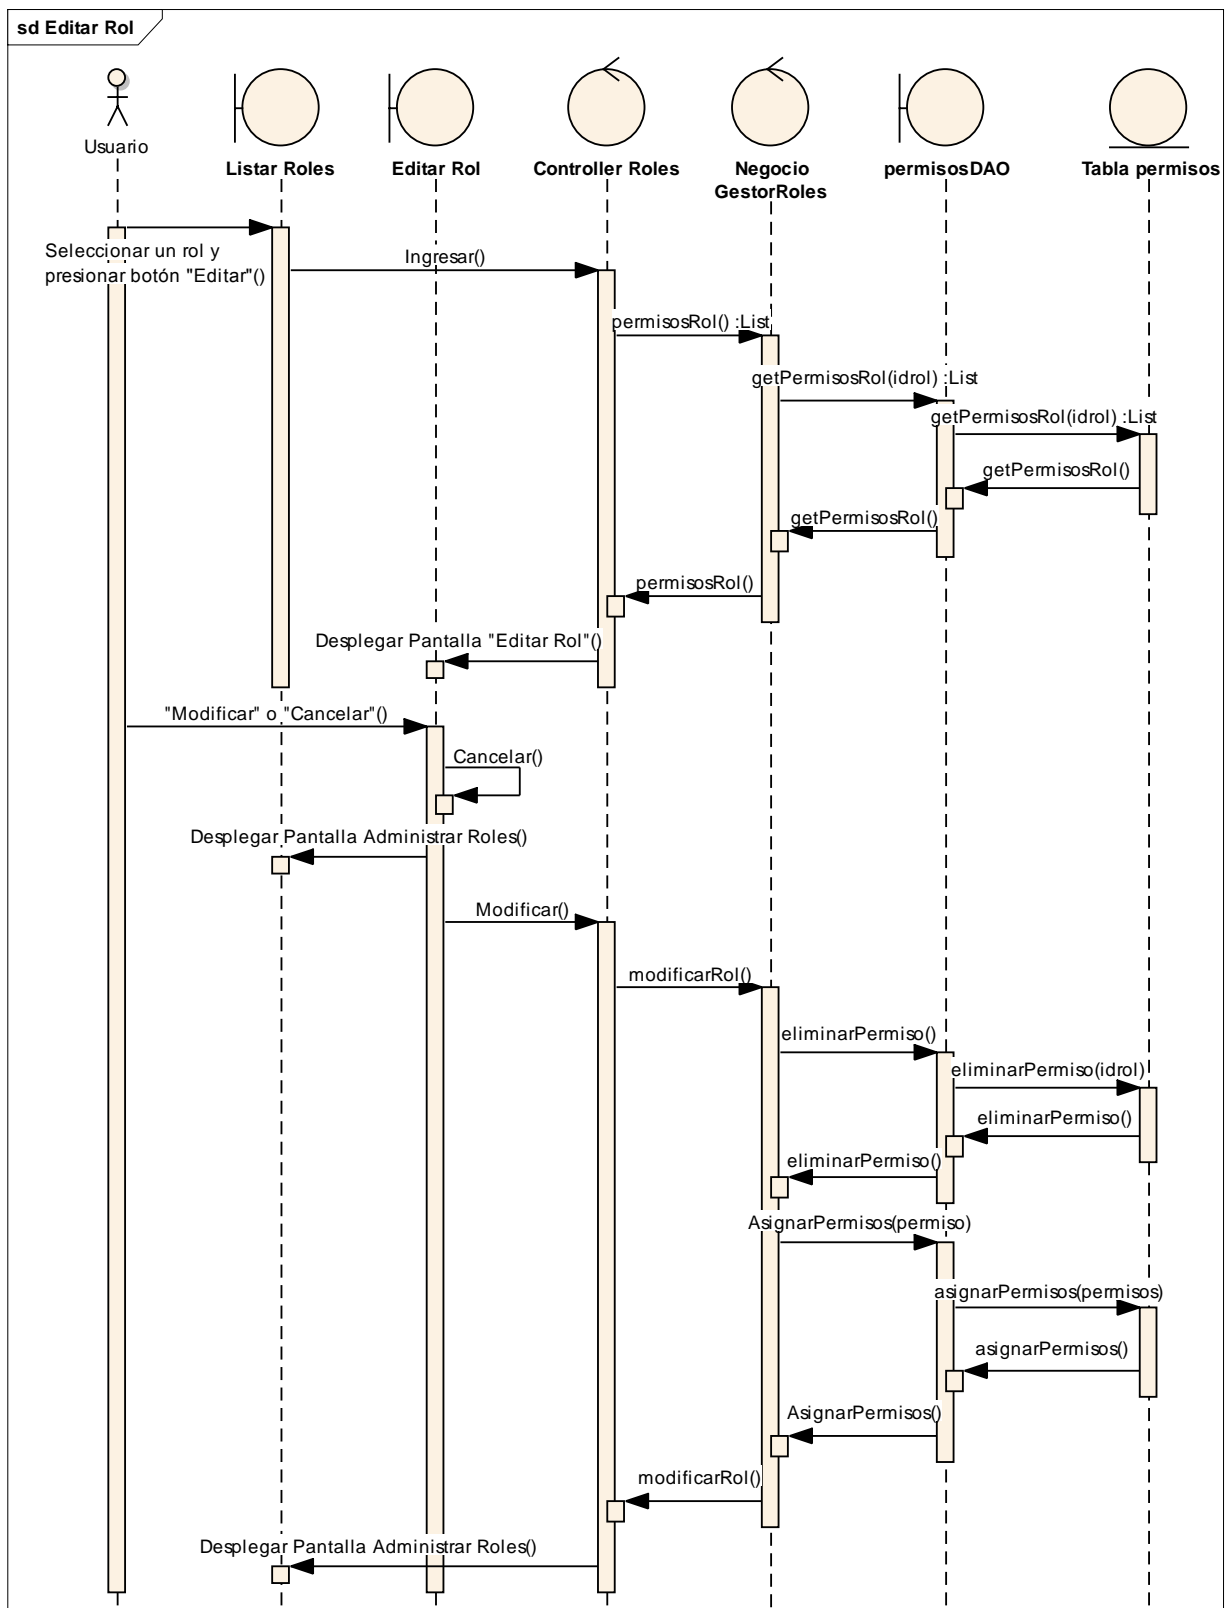 sd Editar Rol
Usuario
Listar Roles
Editar Rol
Controller Roles
Negocio
GestorRoles
permisosDAO
Tabla permisos
Seleccionar un rol y
presionar botón "Editar"()
Ingresar()
permisosRol() :List
getPermisosRol(idrol) :List
getPermisosRol(idrol) :List
getPermisosRol()
getPermisosRol()
permisosRol()
Desplegar Pantalla "Editar Rol"()
"Modificar" o "Cancelar"()
Cancelar()
Desplegar Pantalla Administrar Roles()
Modificar()
modificarRol()
eliminarPermiso()
eliminarPermiso(idrol)
eliminarPermiso()
eliminarPermiso()
AsignarPermisos(permiso)
asignarPermisos(permisos)
asignarPermisos()
AsignarPermisos()
modificarRol()
Desplegar Pantalla Administrar Roles()